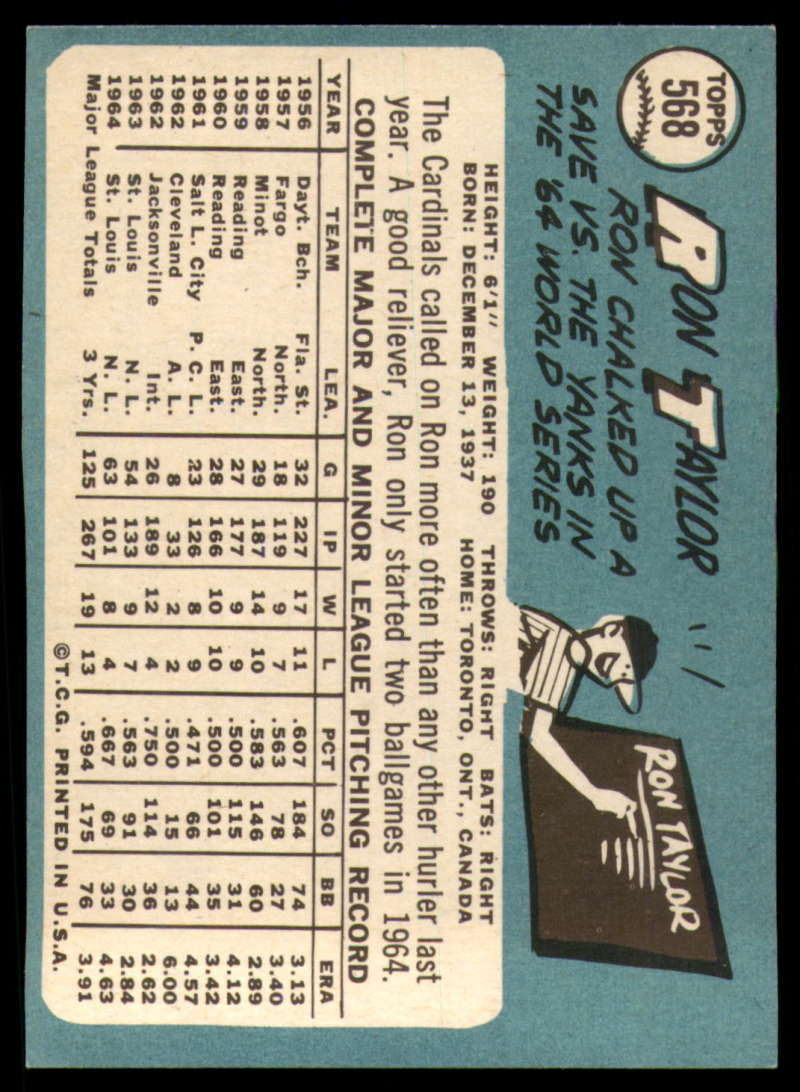 TOPPS
568
RON TAYLOR
RON CHALKED UP A
SAVE VS. THE YANKS IN
THE '64 WORLD SERIES
RON TAYLOR
HEIGHT: 6'1" WEIGHT: 190 THROWS: RIGHT BATS: RIGHT
BORN: DECEMBER 13, 1937 HOME: TORONTO, ONT., CANADA
The Cardinals called on Ron more often than any other hurler last
year. A good reliever, Ron only started two ballgames in 1964.
COMPLETE MAJOR AND MINOR LEAGUE PITCHING RECORD
YEAR TEAM LEA. G IP W L PCT SO BB ERA
1956 Dayt. Bch. Fla. St. 32 227 17 11 .607 184 74 3.13
1957 Fargo North. 18 119 9 7 .563 78 27 3.40
1958 Minot North. 29 187 14 10 .583 146 60 2.89
1959 Reading East. 27 177 9 9 .500 115 31 4.12
1960 Reading East. 28 166 10 10 .500 101 35 3.42
1961 Salt L. City P. C. L. 23 126 8 9 .471 66 44 4.57
1962 Cleveland A. L. 8 33 2 2 .500 15 13 6.00
1962 Jacksonville Int. 26 189 12 4 .750 114 36 2.62
1963 St. Louis N. L. 54 133 9 7 .563 91 30 2.84
1964 St. Louis N. L. 63 101 8 4 .667 69 33 4.63
Major League Totals 3 Yrs. 125 267 19 13 .594 175 76 3.91
©T.C.G. PRINTED IN U.S.A.